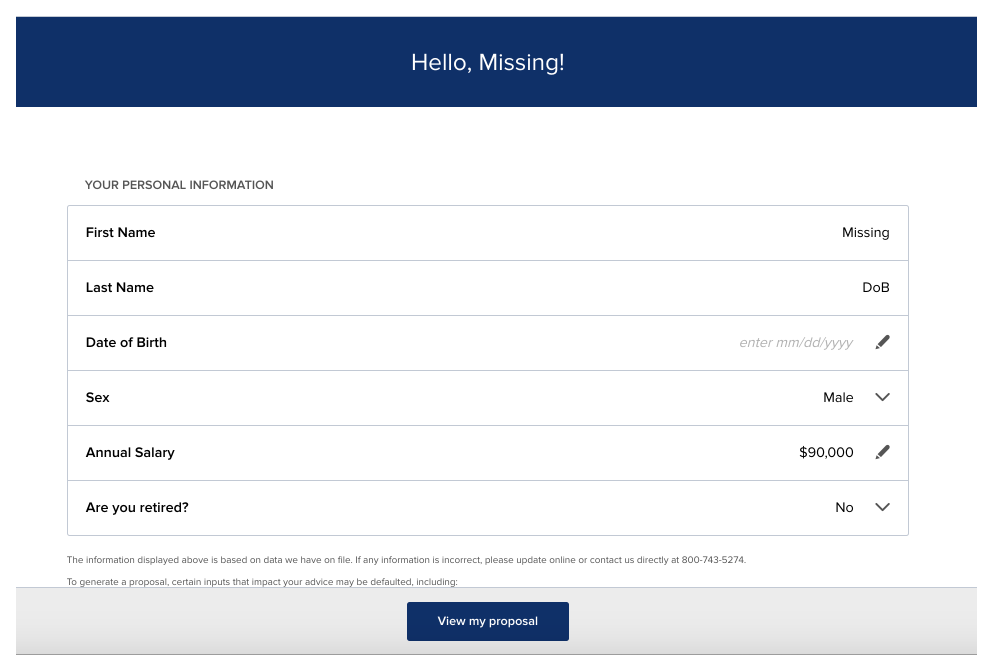 Hello, Missing!
YOUR PERSONAL INFORMATION
First Name Missing
Last Name DoB
Date of Birth enter mm/dd/yyyy
Sex Male
Annual Salary $90,000
Are you retired? No
The information displayed above is based on data we have on file. If any information is incorrect, please update online or contact us directly at 800-743-5274.
To generate a proposal, certain inputs that impact your advice may be defaulted, including:
View my proposal